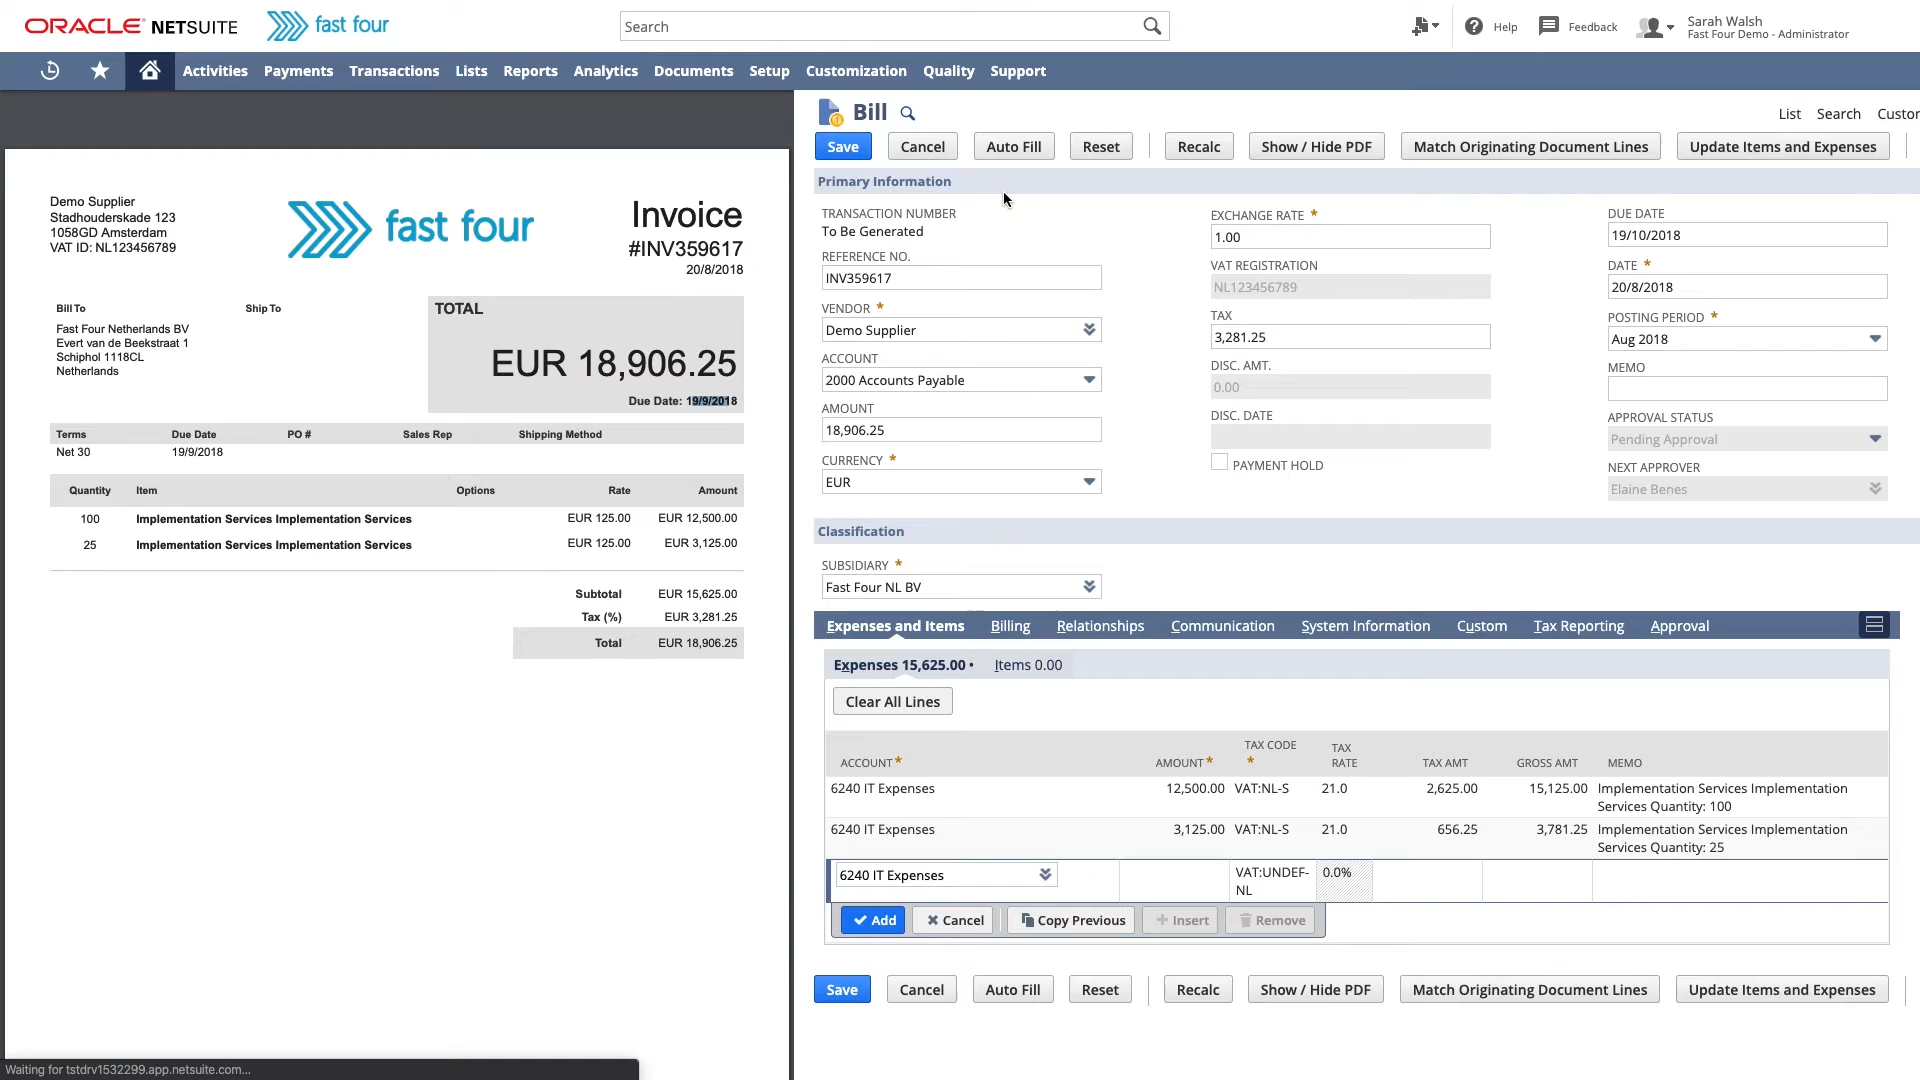 ORACLE NETSUITE
fast four
Search
Help
Feedback
Sarah Walsh
Fast Four Demo - Administrator
Activities Payments Transactions Lists Reports Analytics Documents Setup Customization Quality Support
Demo Supplier
Stadhouderskade 123
1058GD Amsterdam
VAT ID: NL123456789
fast four
Invoice
#INV359617
20/8/2018
Bill To
Ship To
Fast Four Netherlands BV
Evert van de Beekstraat 1
Schiphol 1118CL
Netherlands
TOTAL
EUR 18,906.25
Due Date: 19/9/2018
Terms Due Date PO # Sales Rep Shipping Method
Net 30 19/9/2018
Quantity Item Options Rate Amount
100 Implementation Services Implementation Services EUR 125.00 EUR 12,500.00
25 Implementation Services Implementation Services EUR 125.00 EUR 3,125.00
Subtotal EUR 15,625.00
Tax (%) EUR 3,281.25
Total EUR 18,906.25
Waiting for tstdrv1532299.app.netsuite.com...
Bill
List Search Custor
Save Cancel Auto Fill Reset Recalc Show / Hide PDF Match Originating Document Lines Update Items and Expenses
Primary Information
TRANSACTION NUMBER
To Be Generated
REFERENCE NO.
INV359617
VENDOR *
Demo Supplier
ACCOUNT
2000 Accounts Payable
AMOUNT
18,906.25
CURRENCY *
EUR
EXCHANGE RATE *
1.00
VAT REGISTRATION
NL123456789
TAX
3,281.25
DISC. AMT.
0.00
DISC. DATE
PAYMENT HOLD
DUE DATE
19/10/2018
DATE *
20/8/2018
POSTING PERIOD *
Aug 2018
MEMO
APPROVAL STATUS
Pending Approval
NEXT APPROVER
Elaine Benes
Classification
SUBSIDIARY *
Fast Four NL BV
Expenses and Items Billing Relationships Communication System Information Custom Tax Reporting Approval
Expenses 15,625.00 • Items 0.00
Clear All Lines
ACCOUNT * AMOUNT * TAX CODE * TAX RATE TAX AMT GROSS AMT MEMO
6240 IT Expenses 12,500.00 VAT:NL-S 21.0 2,625.00 15,125.00 Implementation Services Implementation
Services Quantity: 100
6240 IT Expenses 3,125.00 VAT:NL-S 21.0 656.25 3,781.25 Implementation Services Implementation
Services Quantity: 25
6240 IT Expenses VAT:UNDEF- 0.0%
NL
Add Cancel Copy Previous Insert Remove
Save Cancel Auto Fill Reset Recalc Show / Hide PDF Match Originating Document Lines Update Items and Expenses